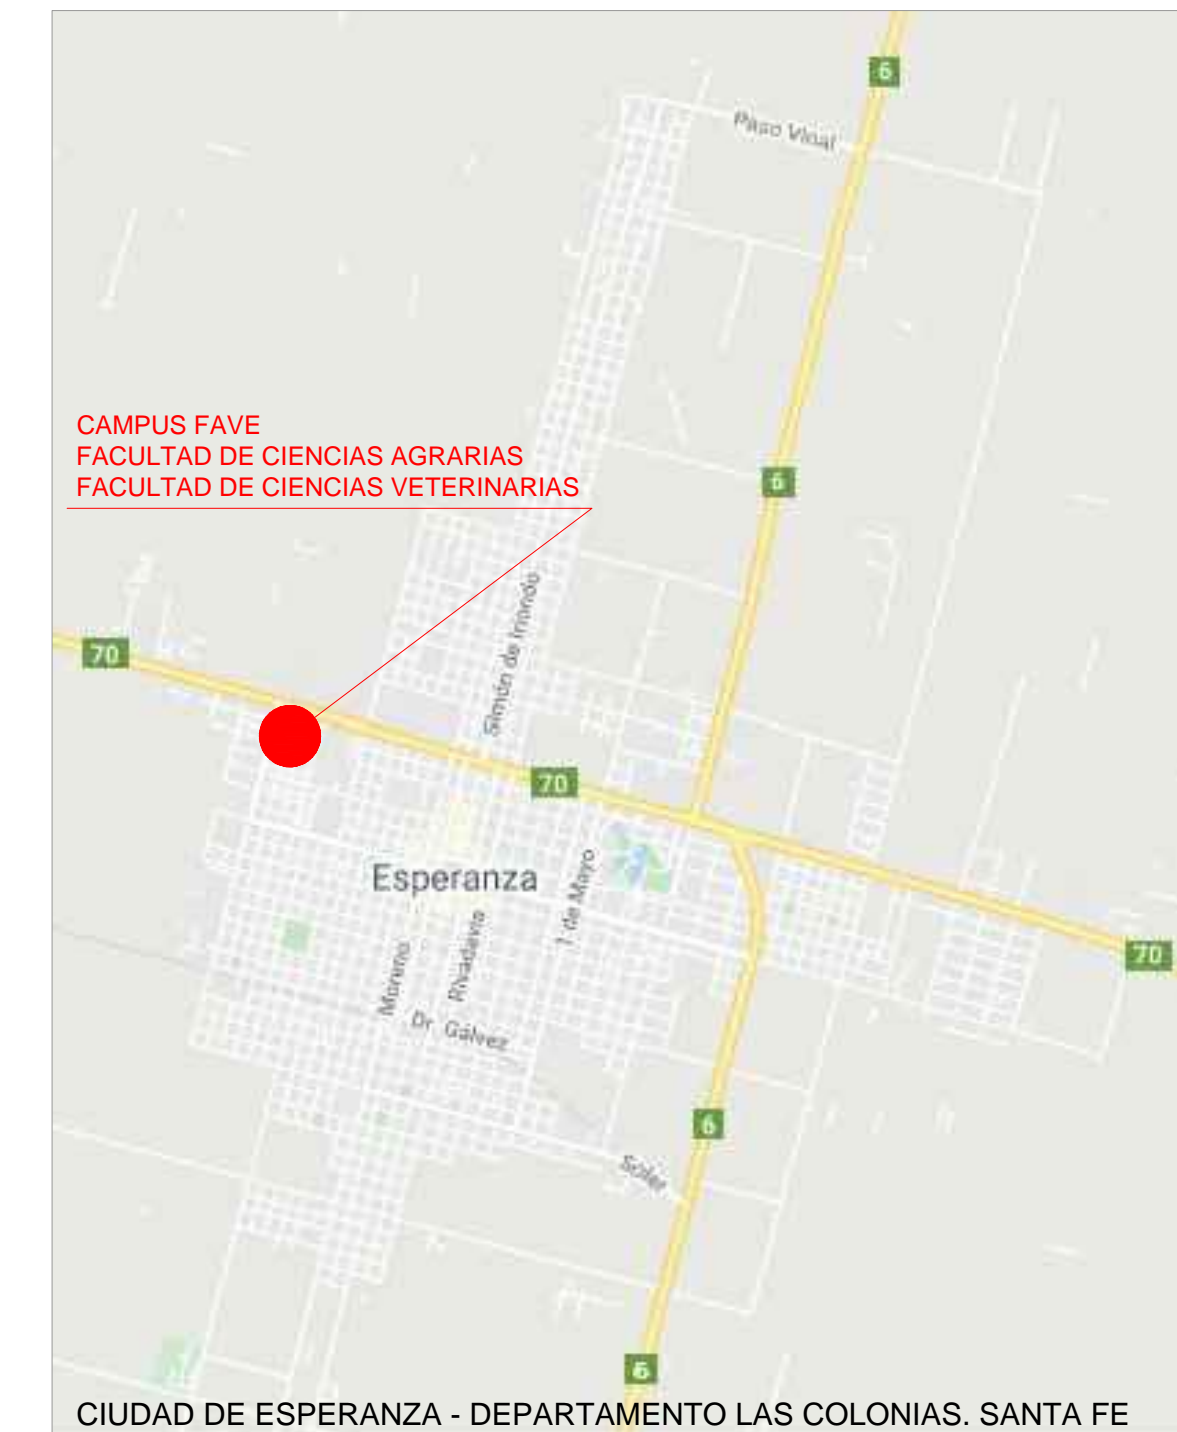 6
Paso Vinal
CAMPUS FAVE
FACULTAD DE CIENCIAS AGRARIAS
FACULTAD DE CIENCIAS VETERINARIAS
6
Simón de Iriondo
70
70
Esperanza
1 de Mayo
Rivadavia
Moreno
70
Dr. Gálvez
6
Soler
6
CIUDAD DE ESPERANZA - DEPARTAMENTO LAS COLONIAS. SANTA FE